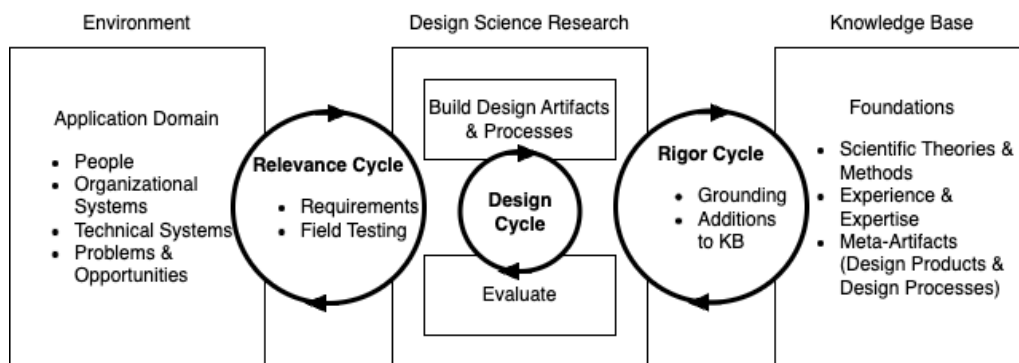 Environment
Design Science Research
Knowledge Base
Application Domain
• People
• Organizational
Systems
• Technical Systems
• Problems &
Opportunities
Relevance Cycle
• Requirements
• Field Testing
Build Design Artifacts
& Processes
Design
Cycle
Evaluate
Rigor Cycle
• Grounding
• Additions
to KB
Foundations
• Scientific Theories &
Methods
• Experience &
Expertise
• Meta-Artifacts
(Design Products &
Design Processes)